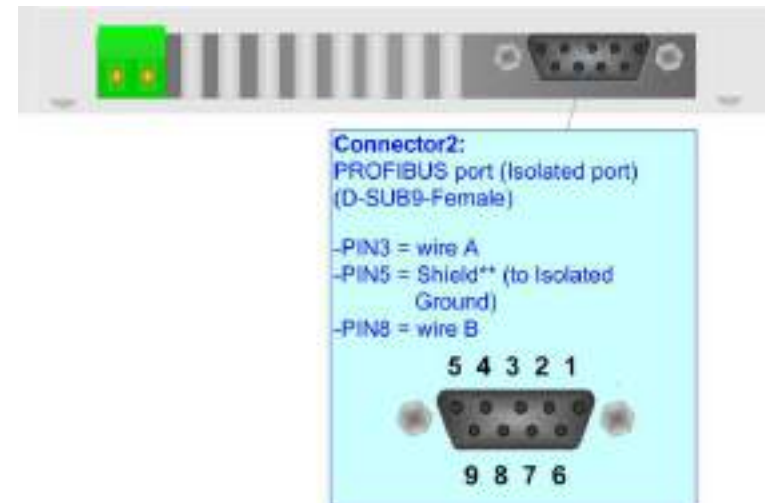 Connector2:
PROFIBUS port (Isolated port)
(D-SUB9-Female)
-PIN3 = wire A
-PIN5 = Shield** (to Isolated
Ground)
-PIN8 = wire B
5 4 3 2 1
9 8 7 6